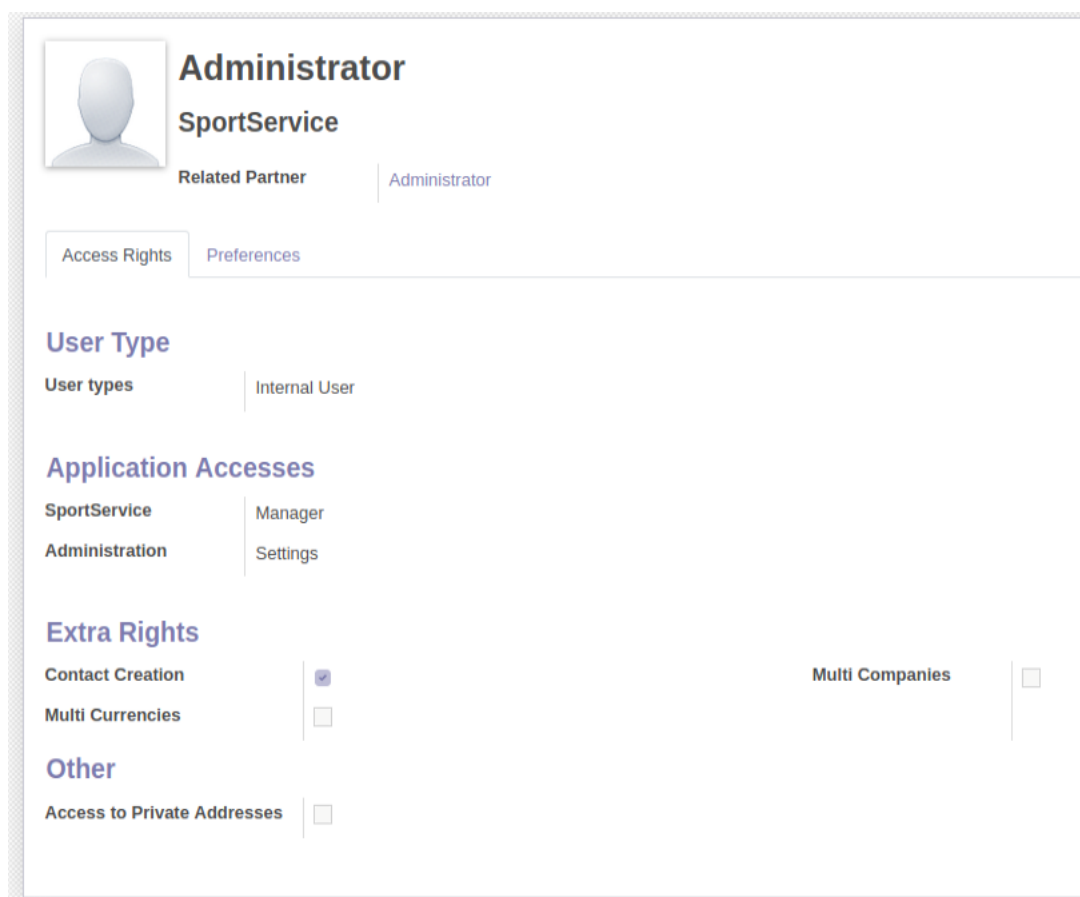 Administrator
SportService
Related Partner Administrator
Access Rights Preferences
User Type
User types Internal User
Application Accesses
SportService Manager
Administration Settings
Extra Rights
Contact Creation Multi Companies
Multi Currencies
Other
Access to Private Addresses